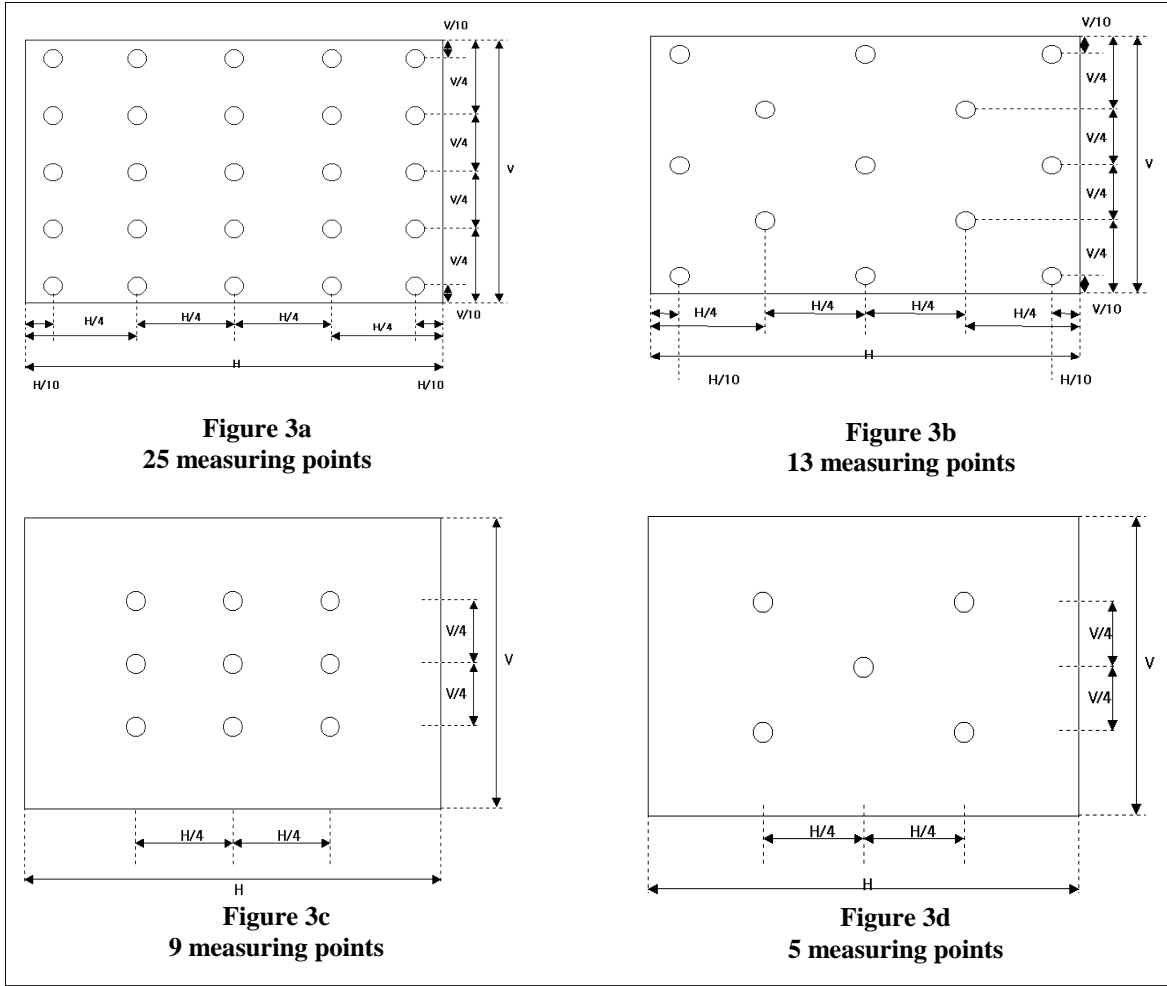 V/10
V/4
V/4
V
V/4
V/4
V/10
H/4
H/4
H/4
H/4
H
H/10
H/10
Figure 3a
25 measuring points
V/10
V/4
V/4
V
V/4
V/4
V/10
H/4
H/4
H/4
H/4
H
H/10
H/10
Figure 3b
13 measuring points
V/4
V
V/4
H/4
H/4
H
Figure 3c
9 measuring points
V/4
V
V/4
H/4
H/4
H
Figure 3d
5 measuring points